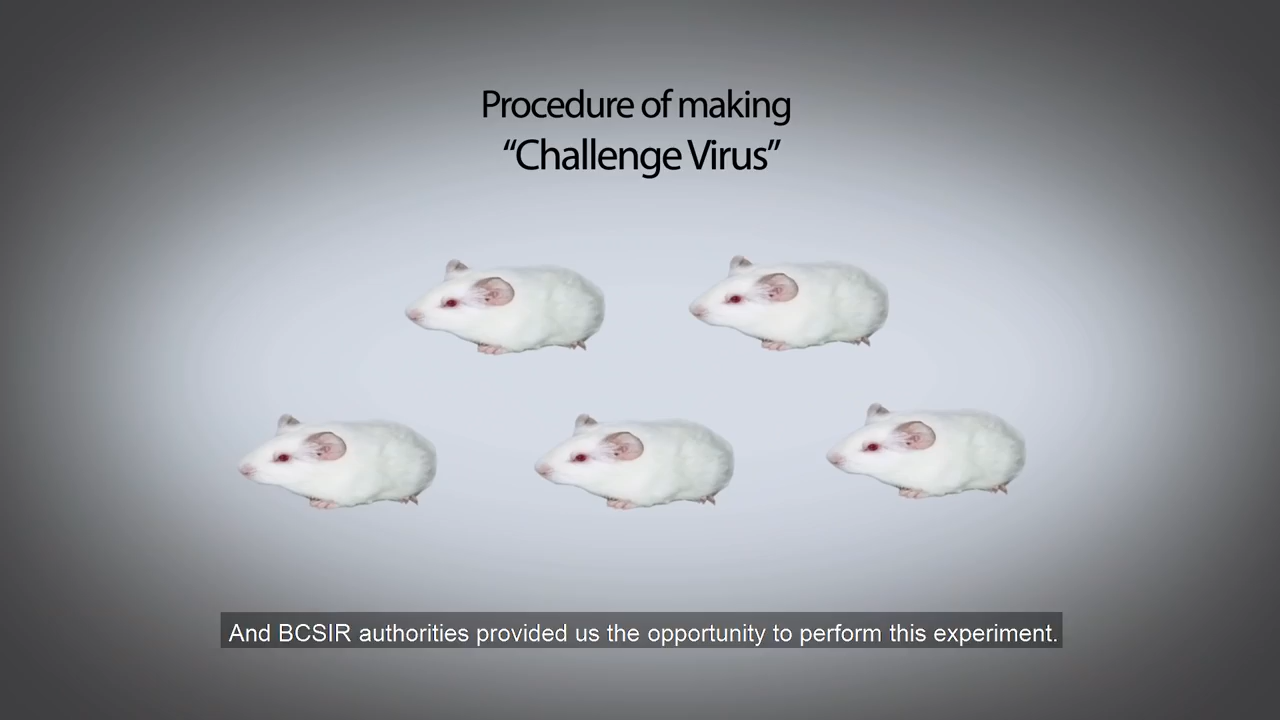 Procedure of making
“Challenge Virus”
And BCSIR authorities provided us the opportunity to perform this experiment.